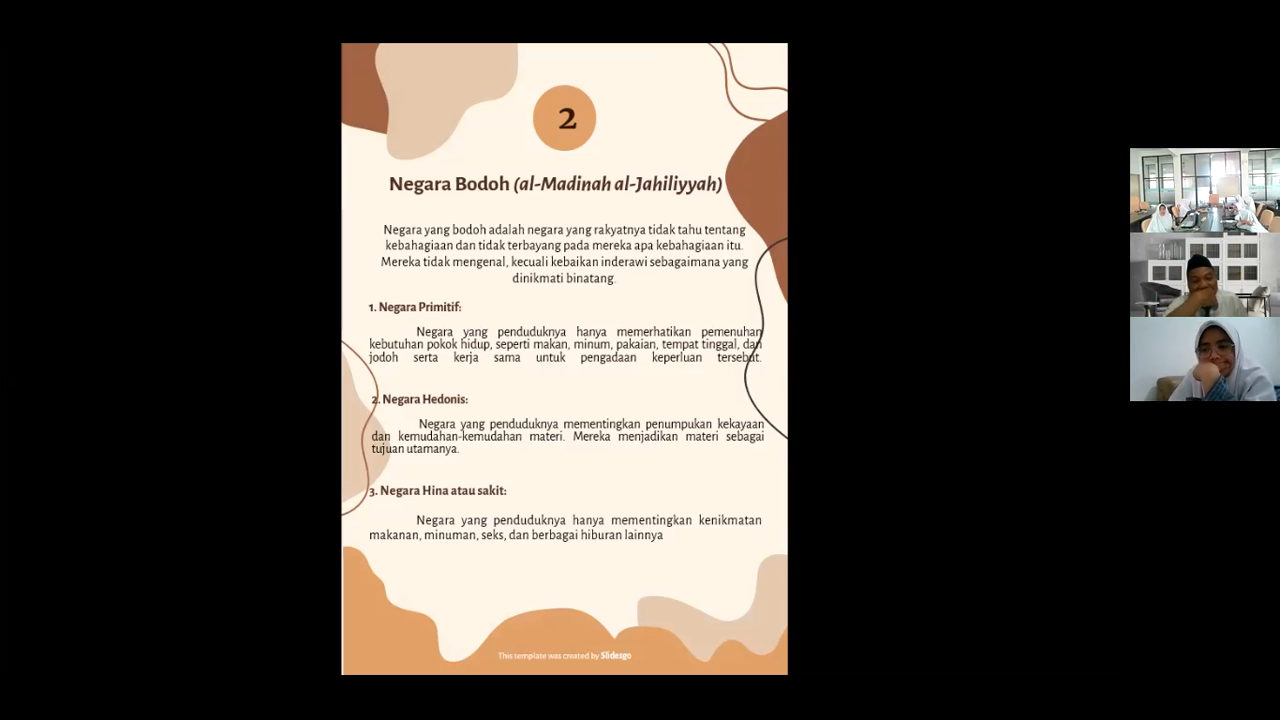 2
Negara Bodoh (al-Madinah al-Jahiliyyah)
Negara yang bodoh adalah negara yang rakyatnya tidak tahu tentang
kebahagiaan dan tidak terbayang pada mereka apa kebahagiaan itu.
Mereka tidak mengenal, kecuali kebaikan inderawi sebagaimana yang
dinikmati binatang.
1. Negara Primitif:
Negara yang penduduknya hanya memerhatikan pemenuhan
kebutuhan pokok hidup, seperti makan, minum, pakaian, tempat tinggal, dan
jodoh serta kerja sama untuk pengadaan keperluan tersebut.
2. Negara Hedonis:
Negara yang penduduknya mementingkan penumpukan kekayaan
dan kemudahan-kemudahan materi. Mereka menjadikan materi sebagai
tujuan utamanya.
3. Negara Hina atau sakit:
Negara yang penduduknya hanya mementingkan kenikmatan
makanan, minuman, seks, dan berbagai hiburan lainnya
This template was created by Slidesgo